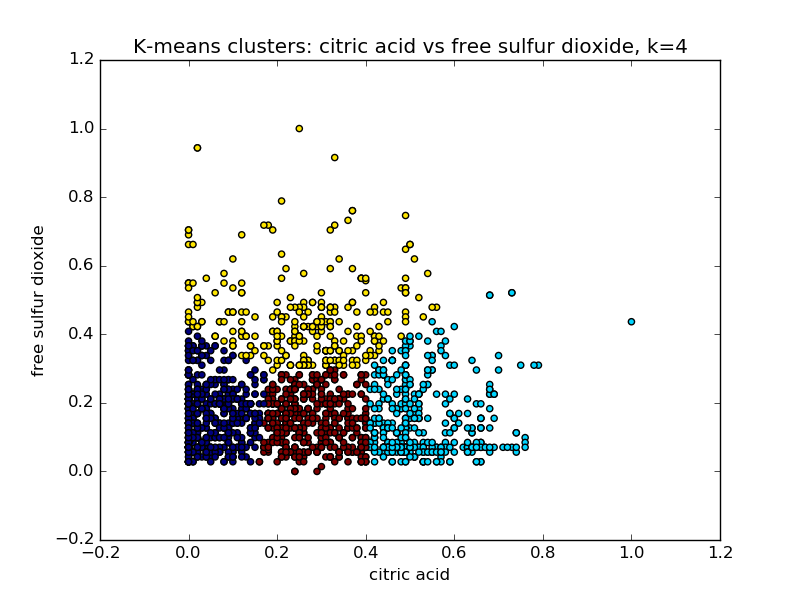 K-means clusters: citric acid vs free sulfur dioxide, k=4
1.2
1.0
0.8
0.6
0.4
0.2
0.0
−0.2
free sulfur dioxide
−0.2 0.0 0.2 0.4 0.6 0.8 1.0 1.2
citric acid